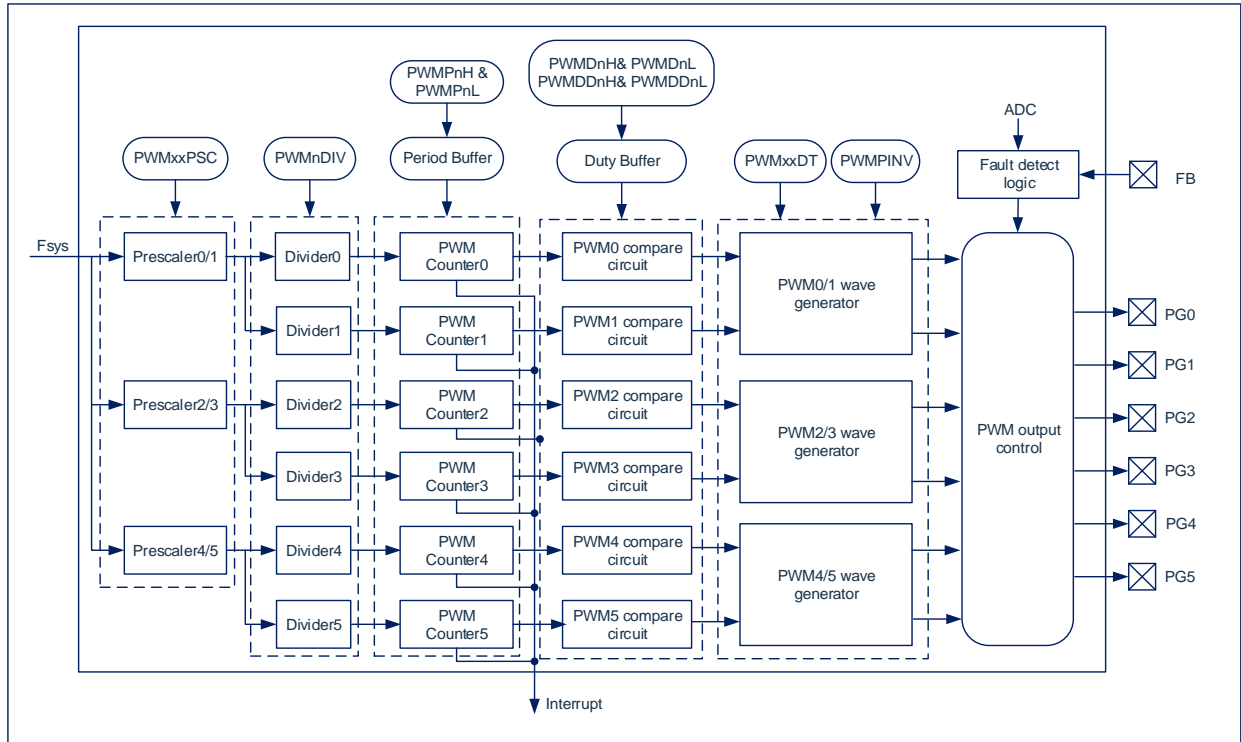 PWMPnH &
PWMPnL
PWMDnH& PWMDnL
PWMDDnH& PWMDDnL
ADC
PWMxxPSC
PWMnDIV
Period Buffer
Duty Buffer
PWMxxDT
PWMPINV
Fault detect
logic
FB
Fsys
Prescaler0/1
Divider0
PWM
Counter0
PWM0 compare
circuit
PWM0/1 wave
generator
Divider1
PWM
Counter1
PWM1 compare
circuit
Prescaler2/3
Divider2
PWM
Counter2
PWM2 compare
circuit
PWM2/3 wave
generator
Divider3
PWM
Counter3
PWM3 compare
circuit
Prescaler4/5
Divider4
PWM
Counter4
PWM4 compare
circuit
PWM4/5 wave
generator
Divider5
PWM
Counter5
PWM5 compare
circuit
PWM output
control
PG0
PG1
PG2
PG3
PG4
PG5
Interrupt